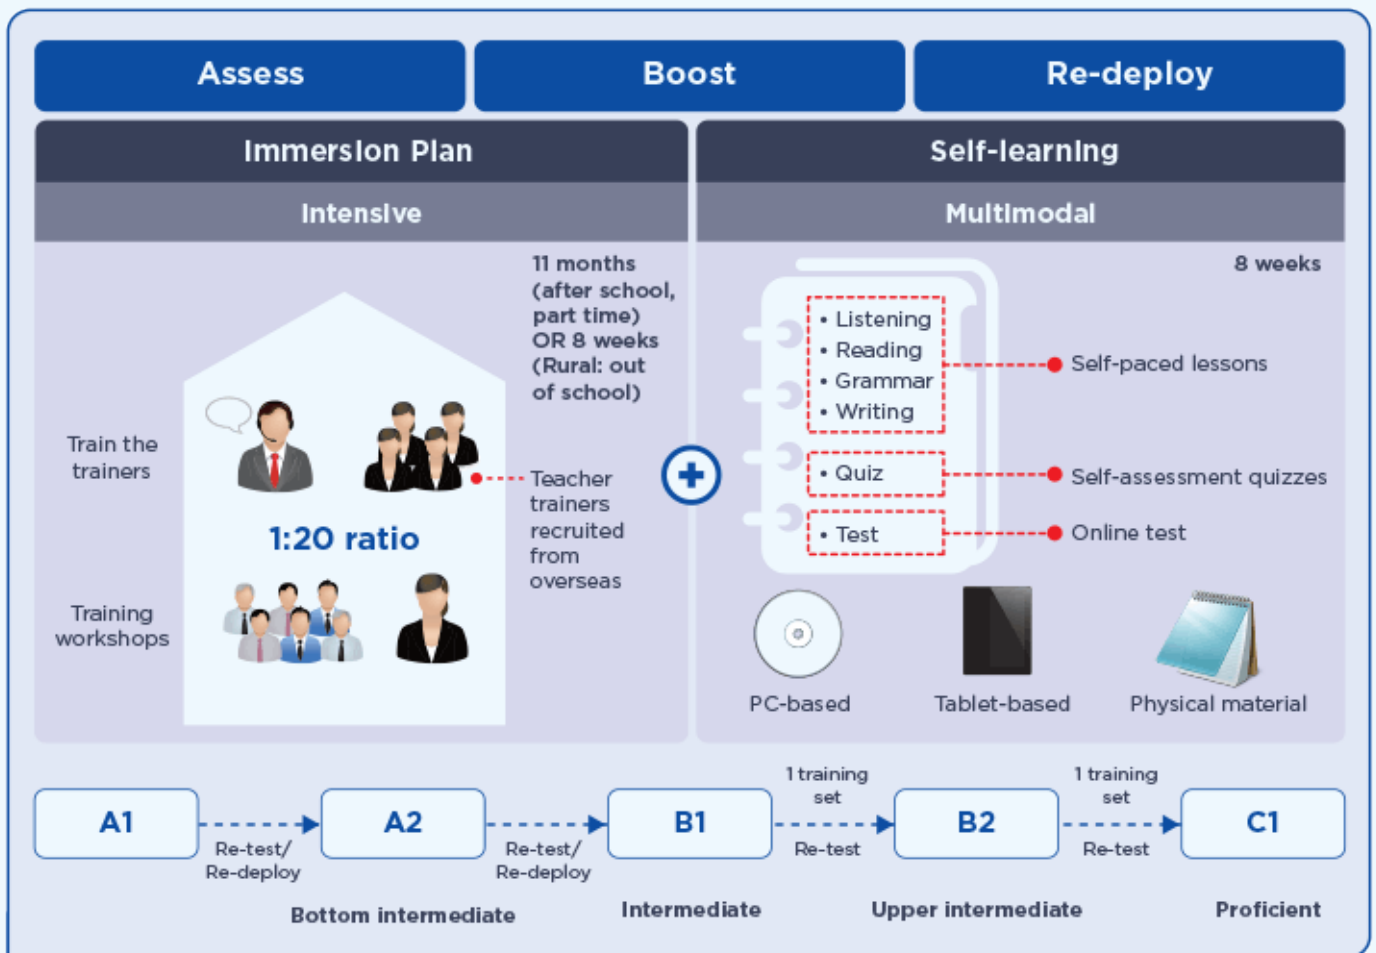 Assess
Boost
Re-deploy
Immersion Plan
Intensive
11 months
(after school,
part time)
OR 8 weeks
(Rural: out
of school)
Train the
trainers
Teacher
trainers
recruited
from
overseas
1:20 ratio
Training
workshops
Self-learning
Multimodal
8 weeks
• Listening
• Reading
• Grammar
• Writing
Self-paced lessons
• Quiz
Self-assessment quizzes
• Test
Online test
PC-based
Tablet-based
Physical material
A1
Re-test/
Re-deploy
A2
Bottom intermediate
Re-test/
Re-deploy
B1
Intermediate
1 training
set
Re-test
B2
Upper intermediate
1 training
set
Re-test
C1
Proficient